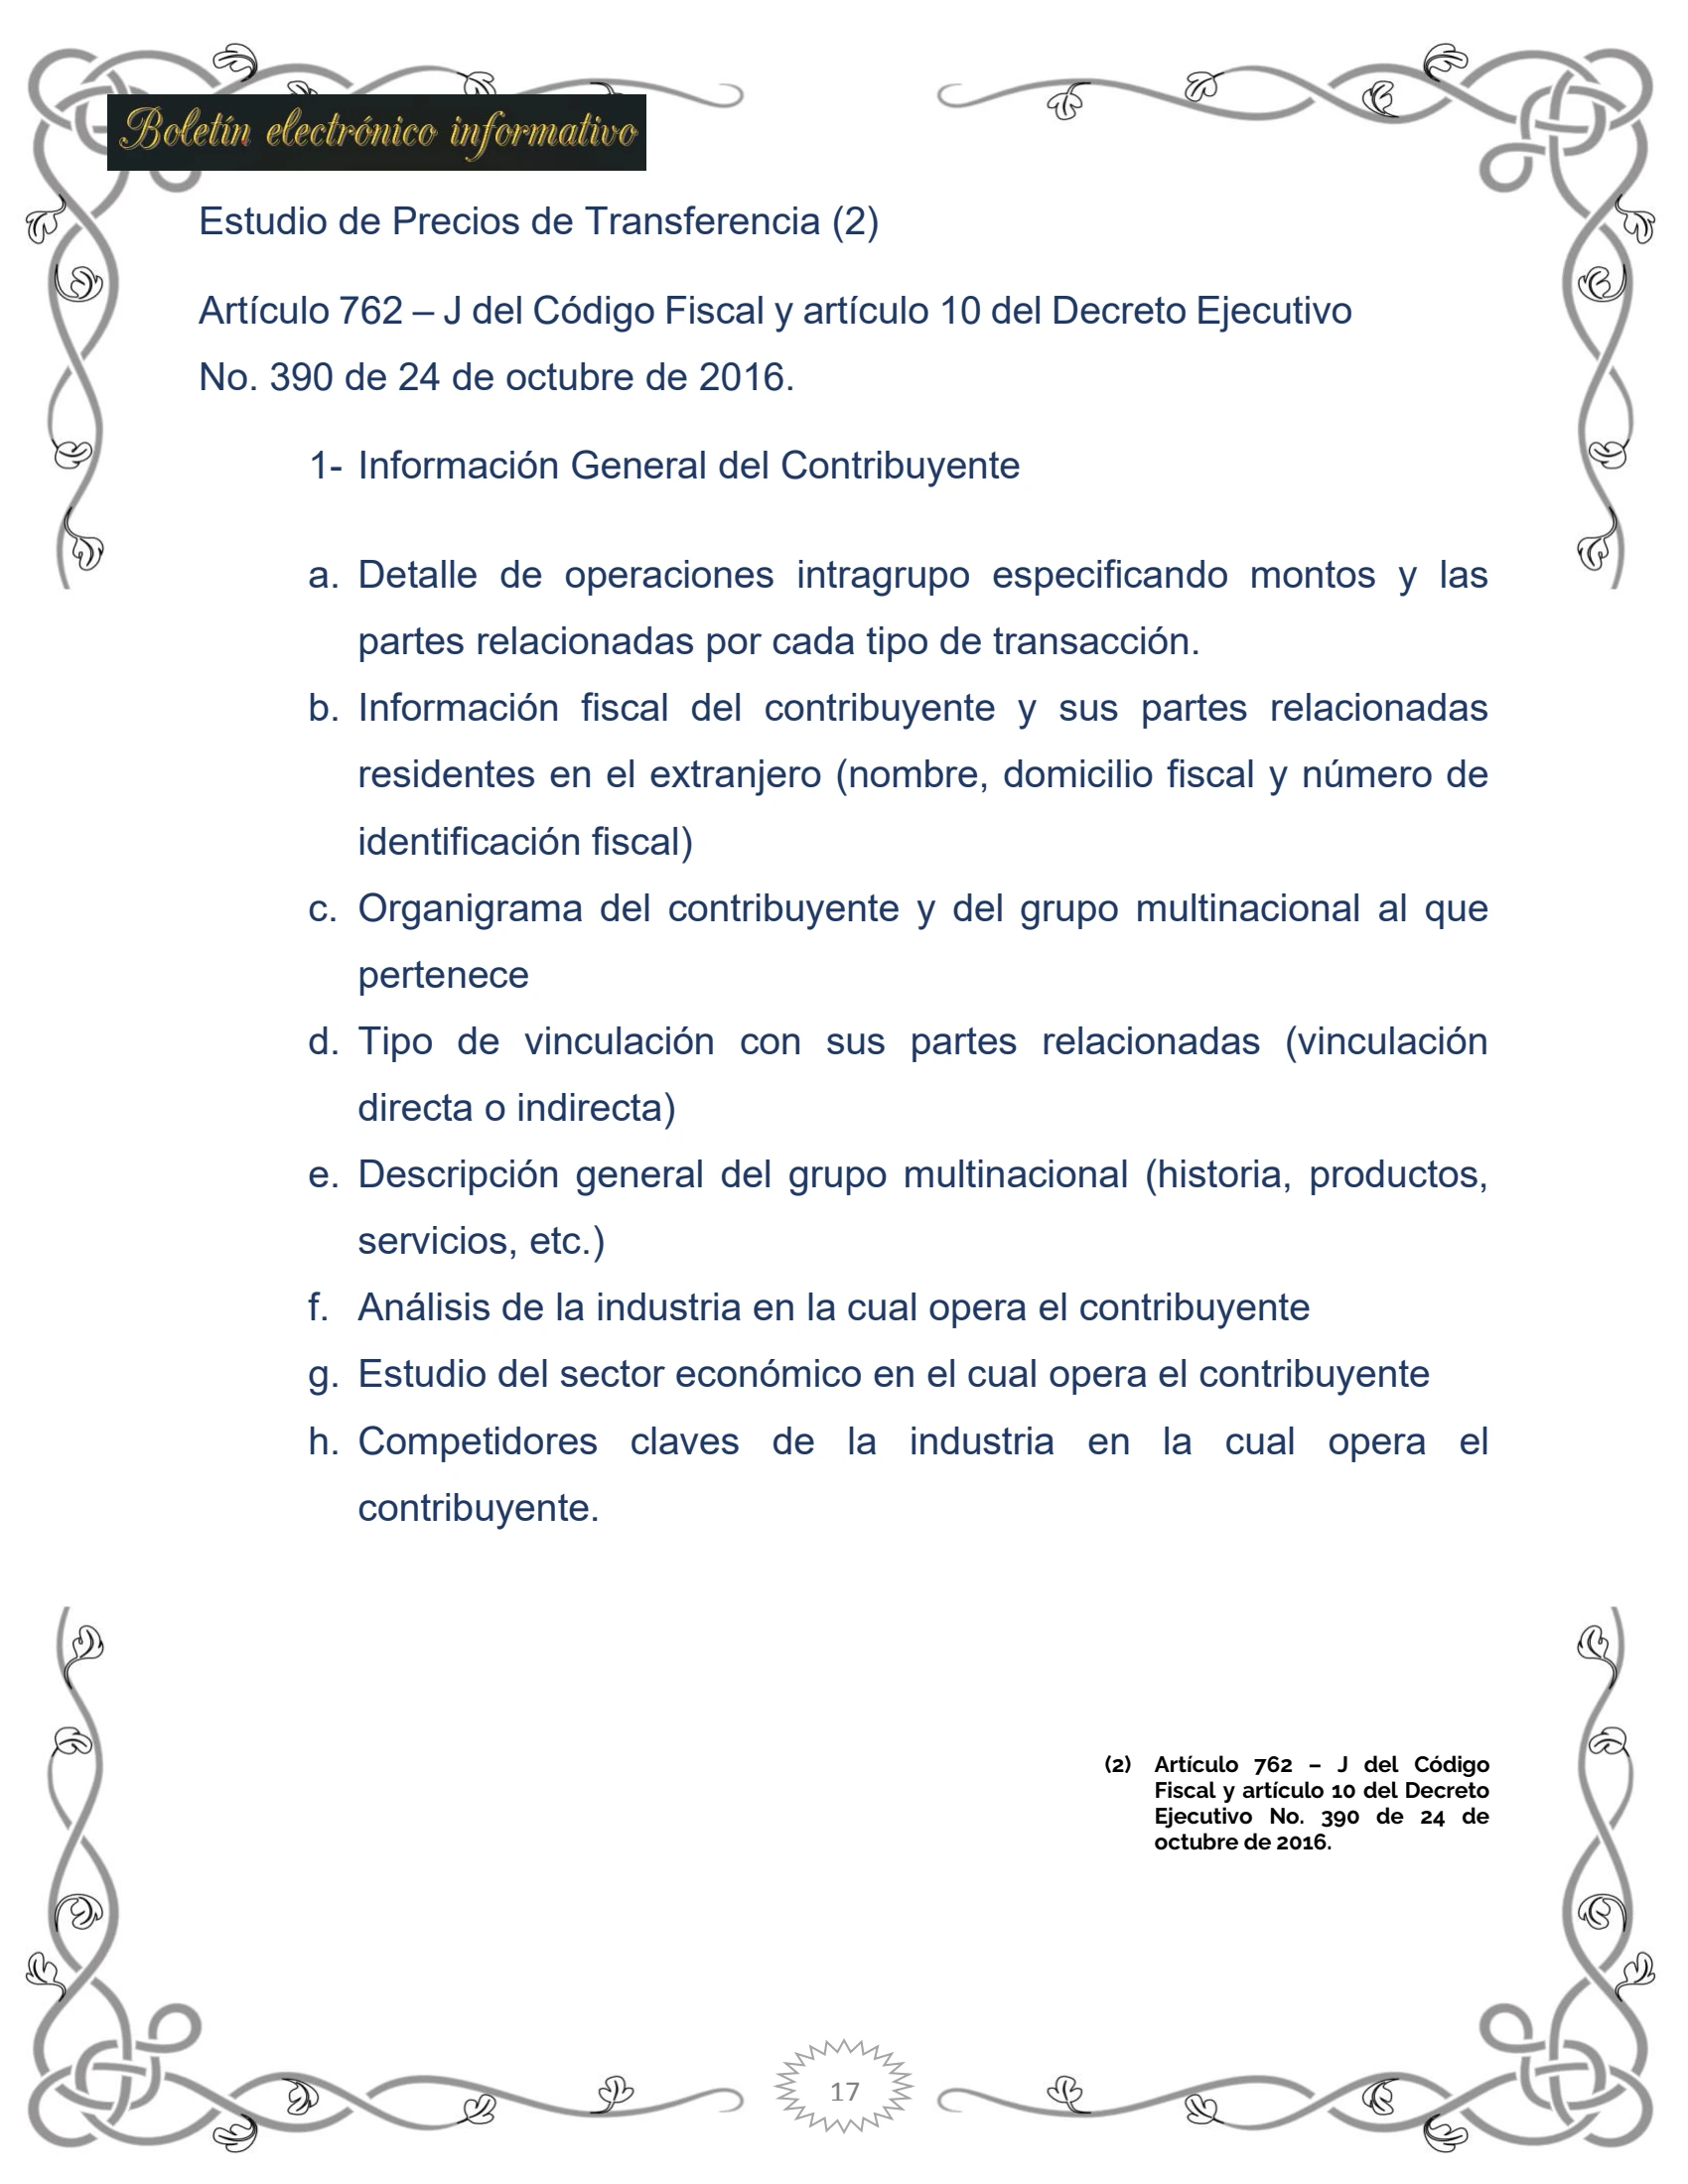 Boletín electrónico informativo
Estudio de Precios de Transferencia (2)
Artículo 762 – J del Código Fiscal y artículo 10 del Decreto Ejecutivo
No. 390 de 24 de octubre de 2016.
1- Información General del Contribuyente
a. Detalle de operaciones intragrupo especificando montos y las
partes relacionadas por cada tipo de transacción.
b. Información fiscal del contribuyente y sus partes relacionadas
residentes en el extranjero (nombre, domicilio fiscal y número de
identificación fiscal)
c. Organigrama del contribuyente y del grupo multinacional al que
pertenece
d. Tipo de vinculación con sus partes relacionadas (vinculación
directa o indirecta)
e. Descripción general del grupo multinacional (historia, productos,
servicios, etc.)
f. Análisis de la industria en la cual opera el contribuyente
g. Estudio del sector económico en el cual opera el contribuyente
h. Competidores claves de la industria en la cual opera el
contribuyente.
(2) Artículo 762 – J del Código
Fiscal y artículo 10 del Decreto
Ejecutivo No. 390 de 24 de
octubre de 2016.
17